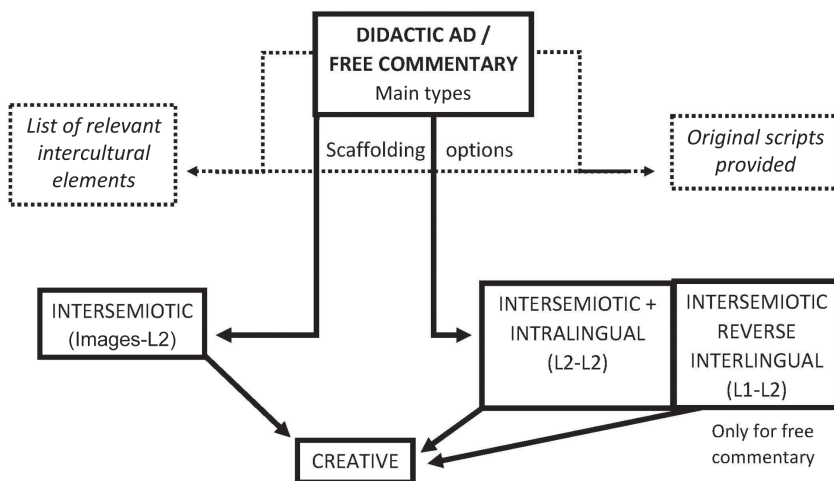 DIDACTIC AD /
FREE COMMENTARY
Main types
List of relevant
intercultural
elements
Scaffolding options
Original scripts
provided
INTERSEMIOTIC
(Images-L2)
INTERSEMIOTIC +
INTRALINGUAL
(L2-L2)
INTERSEMIOTIC
REVERSE
INTERLINGUAL
(L1-L2)
Only for free
commentary
CREATIVE